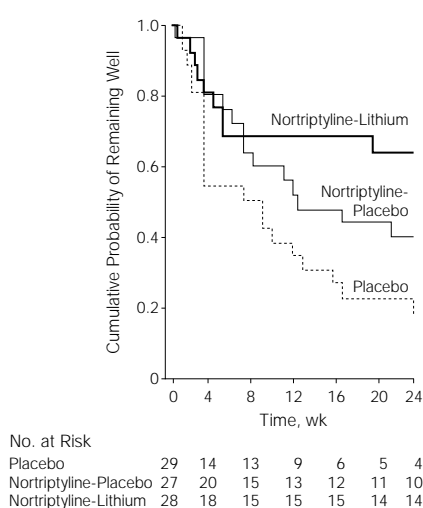 Cumulative Probability of Remaining Well
1.0
0.8
0.6
0.4
0.2
0
Nortriptyline-Lithium
Nortriptyline-
Placebo
Placebo
0 4 8 12 16 20 24
Time, wk
No. at Risk
Placebo 29 14 13 9 6 5 4
Nortriptyline-Placebo 27 20 15 13 12 11 10
Nortriptyline-Lithium 28 18 15 15 15 14 14